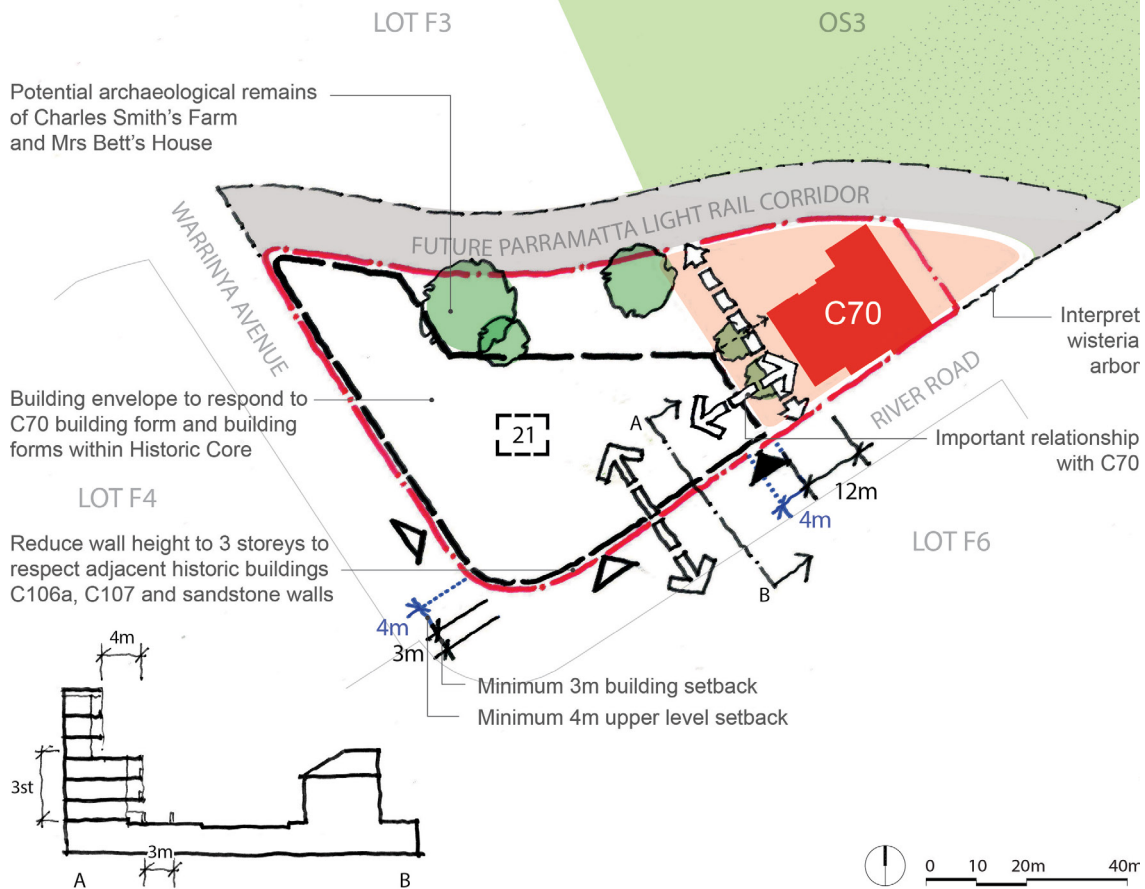 LOT F3
OS3
Potential archaeological remains
of Charles Smith's Farm
and Mrs Bett's House
WARRINYA AVENUE
FUTURE PARRAMATTA LIGHT RAIL CORRIDOR
C70
Interpret
wisteria
arbor
RIVER ROAD
Building envelope to respond to
C70 building form and building
forms within Historic Core
21
A
Important relationship
with C70
12m
4m
LOT F4
LOT F6
Reduce wall height to 3 storeys to
respect adjacent historic buildings
C106a, C107 and sandstone walls
B
4m
3m
4m
Minimum 3m building setback
Minimum 4m upper level setback
3st
3m
A
B
0 10 20m 40m